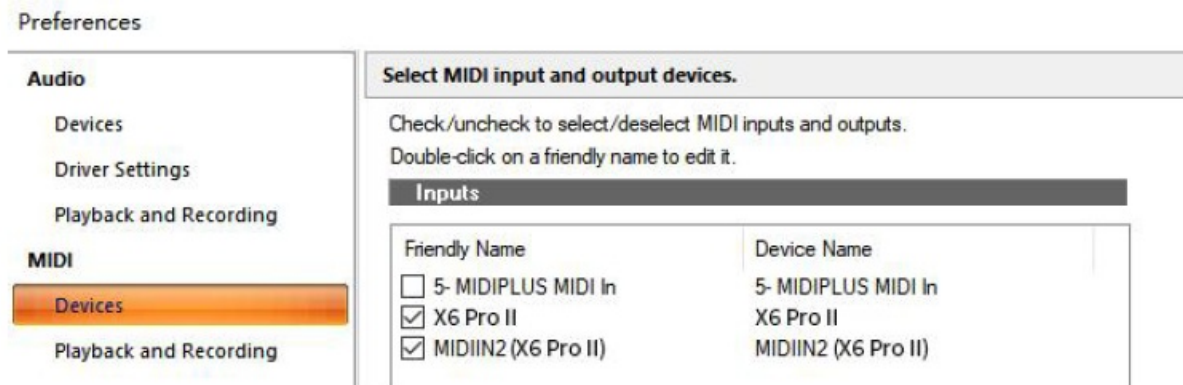 Preferences
Audio
Devices
Driver Settings
Playback and Recording
MIDI
Devices
Playback and Recording
Select MIDI input and output devices.
Check/uncheck to select/deselect MIDI inputs and outputs.
Double-click on a friendly name to edit it.
Inputs
Friendly Name Device Name
5- MIDIPLUS MIDI In 5- MIDIPLUS MIDI In
X6 Pro II X6 Pro II
MIDIIN2 (X6 Pro II) MIDIIN2 (X6 Pro II)